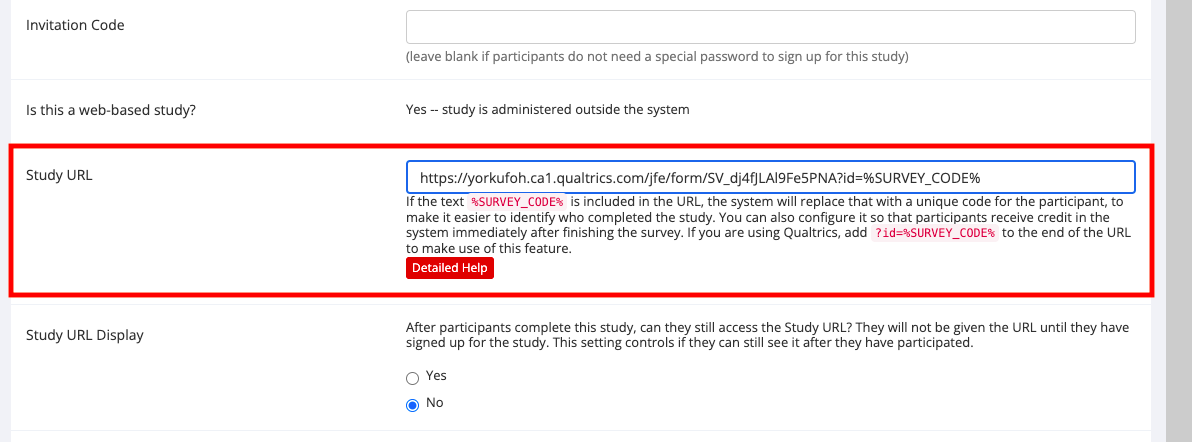 Invitation Code
(leave blank if participants do not need a special password to sign up for this study)
Is this a web-based study?
Yes -- study is administered outside the system
Study URL
https://yorkufoh.ca1.qualtrics.com/jfe/form/SV_dj4fJLAl9Fe5PNA?id=%SURVEY_CODE%
If the text %SURVEY_CODE% is included in the URL, the system will replace that with a unique code for the participant, to
make it easier to identify who completed the study. You can also configure it so that participants receive credit in the
system immediately after finishing the survey. If you are using Qualtrics, add ?id=%SURVEY_CODE% to the end of the URL
to make use of this feature.
Detailed Help
Study URL Display
After participants complete this study, can they still access the Study URL? They will not be given the URL until they have
signed up for the study. This setting controls if they can still see it after they have participated.
Yes
No